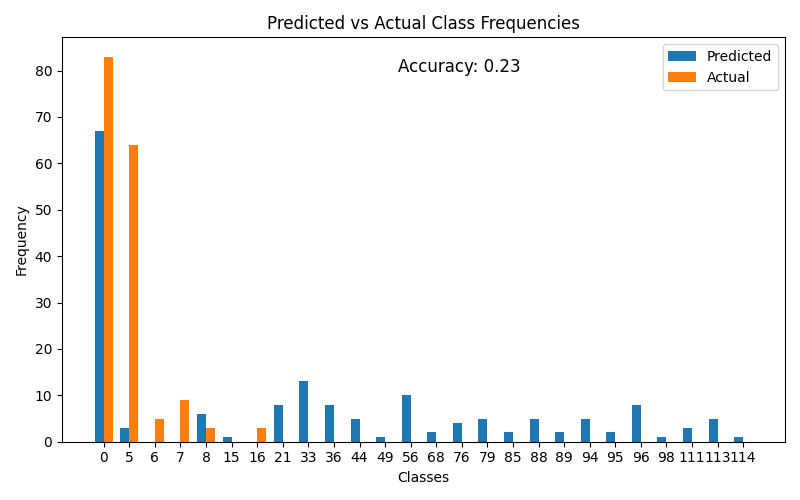 Predicted vs Actual Class Frequencies
Accuracy: 0.23
Predicted
Actual
Frequency
80
70
60
50
40
30
20
10
0
0 5 6 7 8 15 16 21 33 36 44 49 56 68 76 79 85 88 89 94 95 96 98 111 113 114
Classes